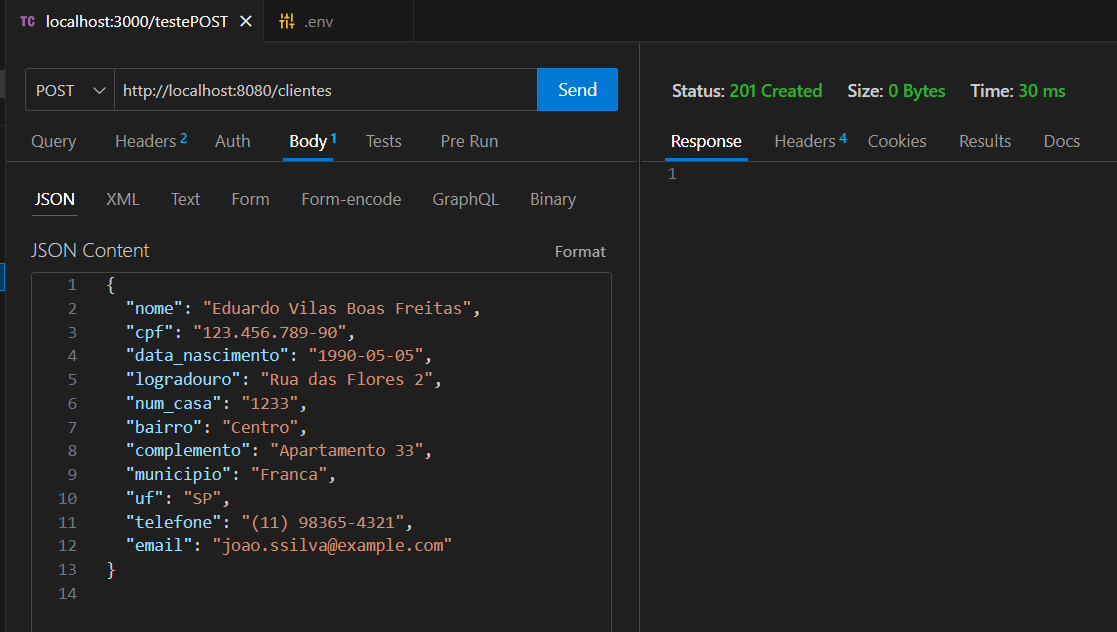 TC localhost:3000/testePOST .env
POST http://localhost:8080/clientes Send
Status: 201 Created Size: 0 Bytes Time: 30 ms
Query Headers 2 Auth Body 1 Tests Pre Run
Response Headers 4 Cookies Results Docs
1
JSON XML Text Form Form-encode GraphQL Binary
JSON Content Format
1 {
2 "nome": "Eduardo Vilas Boas Freitas",
3 "cpf": "123.456.789-90",
4 "data_nascimento": "1990-05-05",
5 "logradouro": "Rua das Flores 2",
6 "num_casa": "1233",
7 "bairro": "Centro",
8 "complemento": "Apartamento 33",
9 "municipio": "Franca",
10 "uf": "SP",
11 "telefone": "(11) 98365-4321",
12 "email": "joao.ssilva@example.com"
13 }
14